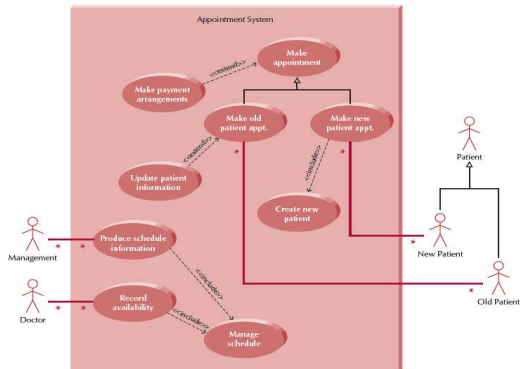 Appointment System
Make
appointment
<<extend>>
Make payment
arrangements
Make old
patient appt.
Make new
patient appt.
*
*
Patient
<<extend>>
<<include>>
Update patient
information
Create new
patient
Produce schedule
information
*
*
Management
*
New Patient
*
Old Patient
<<include>>
Record
availability
*
*
Doctor
<<include>>
Manage
schedule